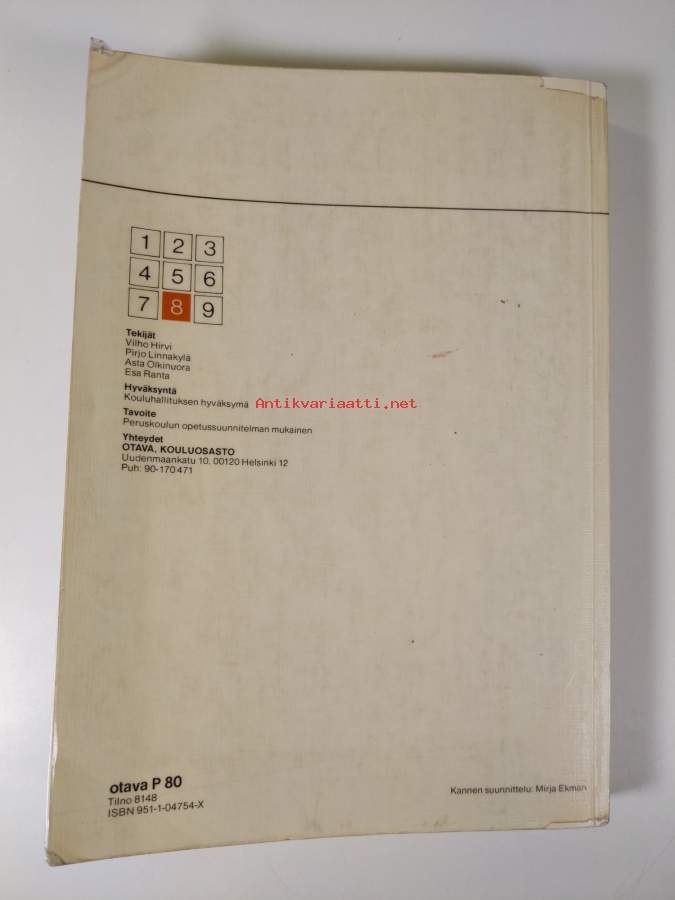 1 2 3
4 5 6
7 8 9
Tekijät
Vilho Hirvi
Pirjo Linnakylä
Asta Olkinuora
Esa Ranta
Hyväksyntä
Kouluhallituksen hyväksymä
Antikvariaatti.net
Tavoite
Peruskoulun opetussuunnitelman mukainen
Yhteydet
OTAVA, KOULUOSASTO
Uudenmaankatu 10, 00120 Helsinki 12
Puh: 90-170 471
otava P 80
Tilno 8148
ISBN 951-1-04754-X
Kannen suunnittelu: Mirja Ekman